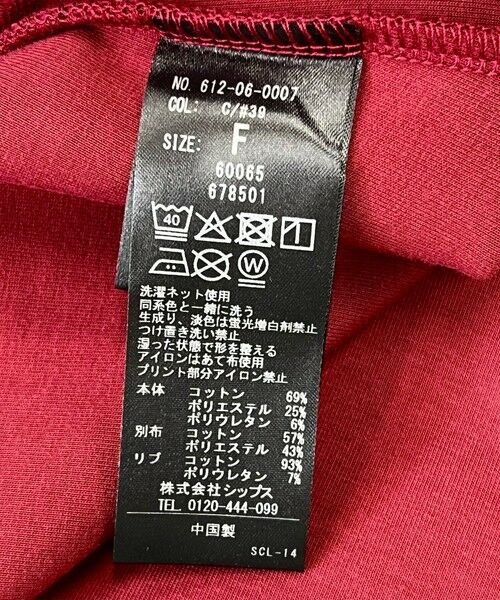 NO. 612-06-0007
COL: C/#39
SIZE: F
60065
678501
40
W
洗濯ネット使用
同系色と一緒に洗う
生成り、淡色は蛍光増白剤禁止
つけ置き洗い禁止
湿った状態で形を整える
アイロンはあて布使用
プリント部分アイロン禁止
本体 コットン 69%
ポリエステル 25%
ポリウレタン 6%
別布 コットン 57%
ポリエステル 43%
リブ コットン 93%
ポリウレタン 7%
株式会社シップス
TEL. 0120-444-099
中国製
SCL-14